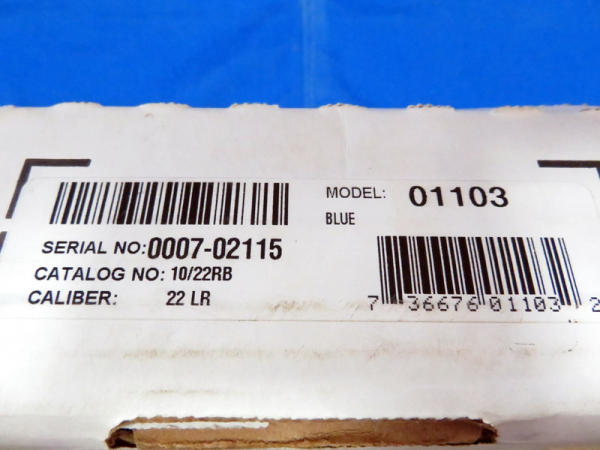 MODEL: 01103
BLUE
SERIAL NO: 0007-02115
CATALOG NO: 10/22RB
CALIBER: 22 LR
7 36676 01103 2